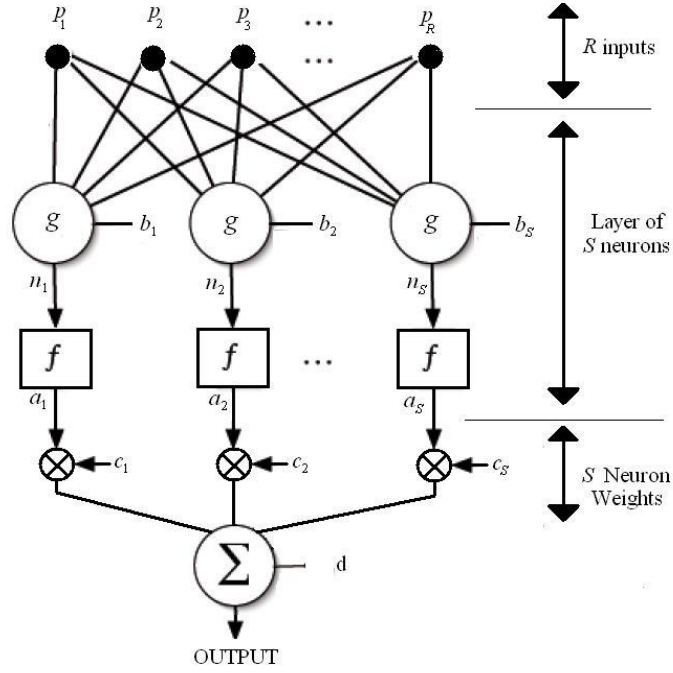 p1 p2 p3 ... pR
... R inputs
g b1 g b2 g bS
Layer of
S neurons
n1 n2 nS
f f ... f
a1 a2 aS
c1 c2 cS
S Neuron
Weights
Σ d
OUTPUT